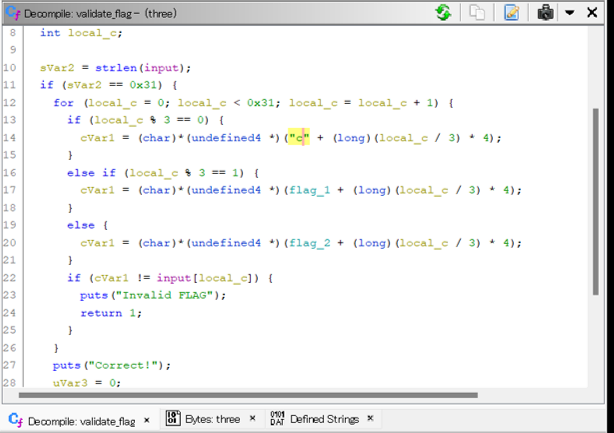 Decompile: validate_flag - (three)
8 int local_c;
9
10 sVar2 = strlen(input);
11 if (sVar2 == 0x31) {
12 for (local_c = 0; local_c < 0x31; local_c = local_c + 1) {
13 if (local_c % 3 == 0) {
14 cVar1 = (char)*(undefined4 *)("c" + (long)(local_c / 3) * 4);
15 }
16 else if (local_c % 3 == 1) {
17 cVar1 = (char)*(undefined4 *)(flag_1 + (long)(local_c / 3) * 4);
18 }
19 else {
20 cVar1 = (char)*(undefined4 *)(flag_2 + (long)(local_c / 3) * 4);
21 }
22 if (cVar1 != input[local_c]) {
23 puts("Invalid FLAG");
24 return 1;
25 }
26 }
27 puts("Correct!");
28 uVar3 = 0;
Decompile: validate_flag × Bytes: three × Defined Strings ×